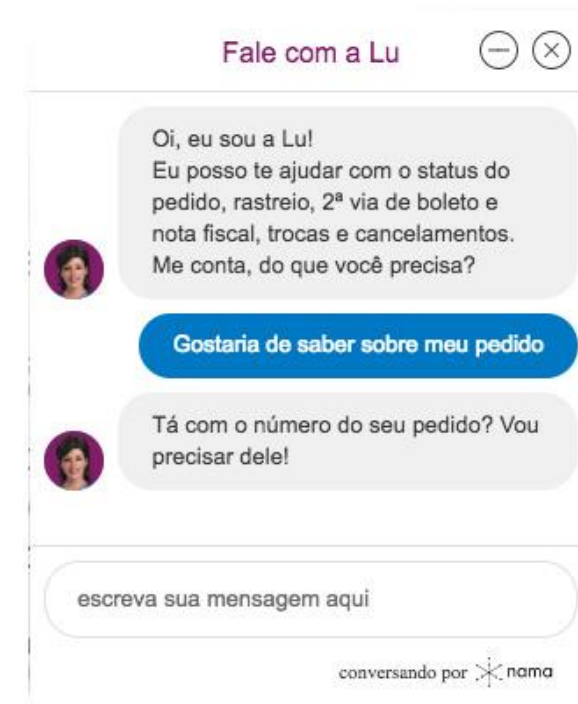 Fale com a Lu
Oi, eu sou a Lu!
Eu posso te ajudar com o status do
pedido, rastreio, 2ª via de boleto e
nota fiscal, trocas e cancelamentos.
Me conta, do que você precisa?
Gostaria de saber sobre meu pedido
Tá com o número do seu pedido? Vou
precisar dele!
escreva sua mensagem aqui
conversando por nama